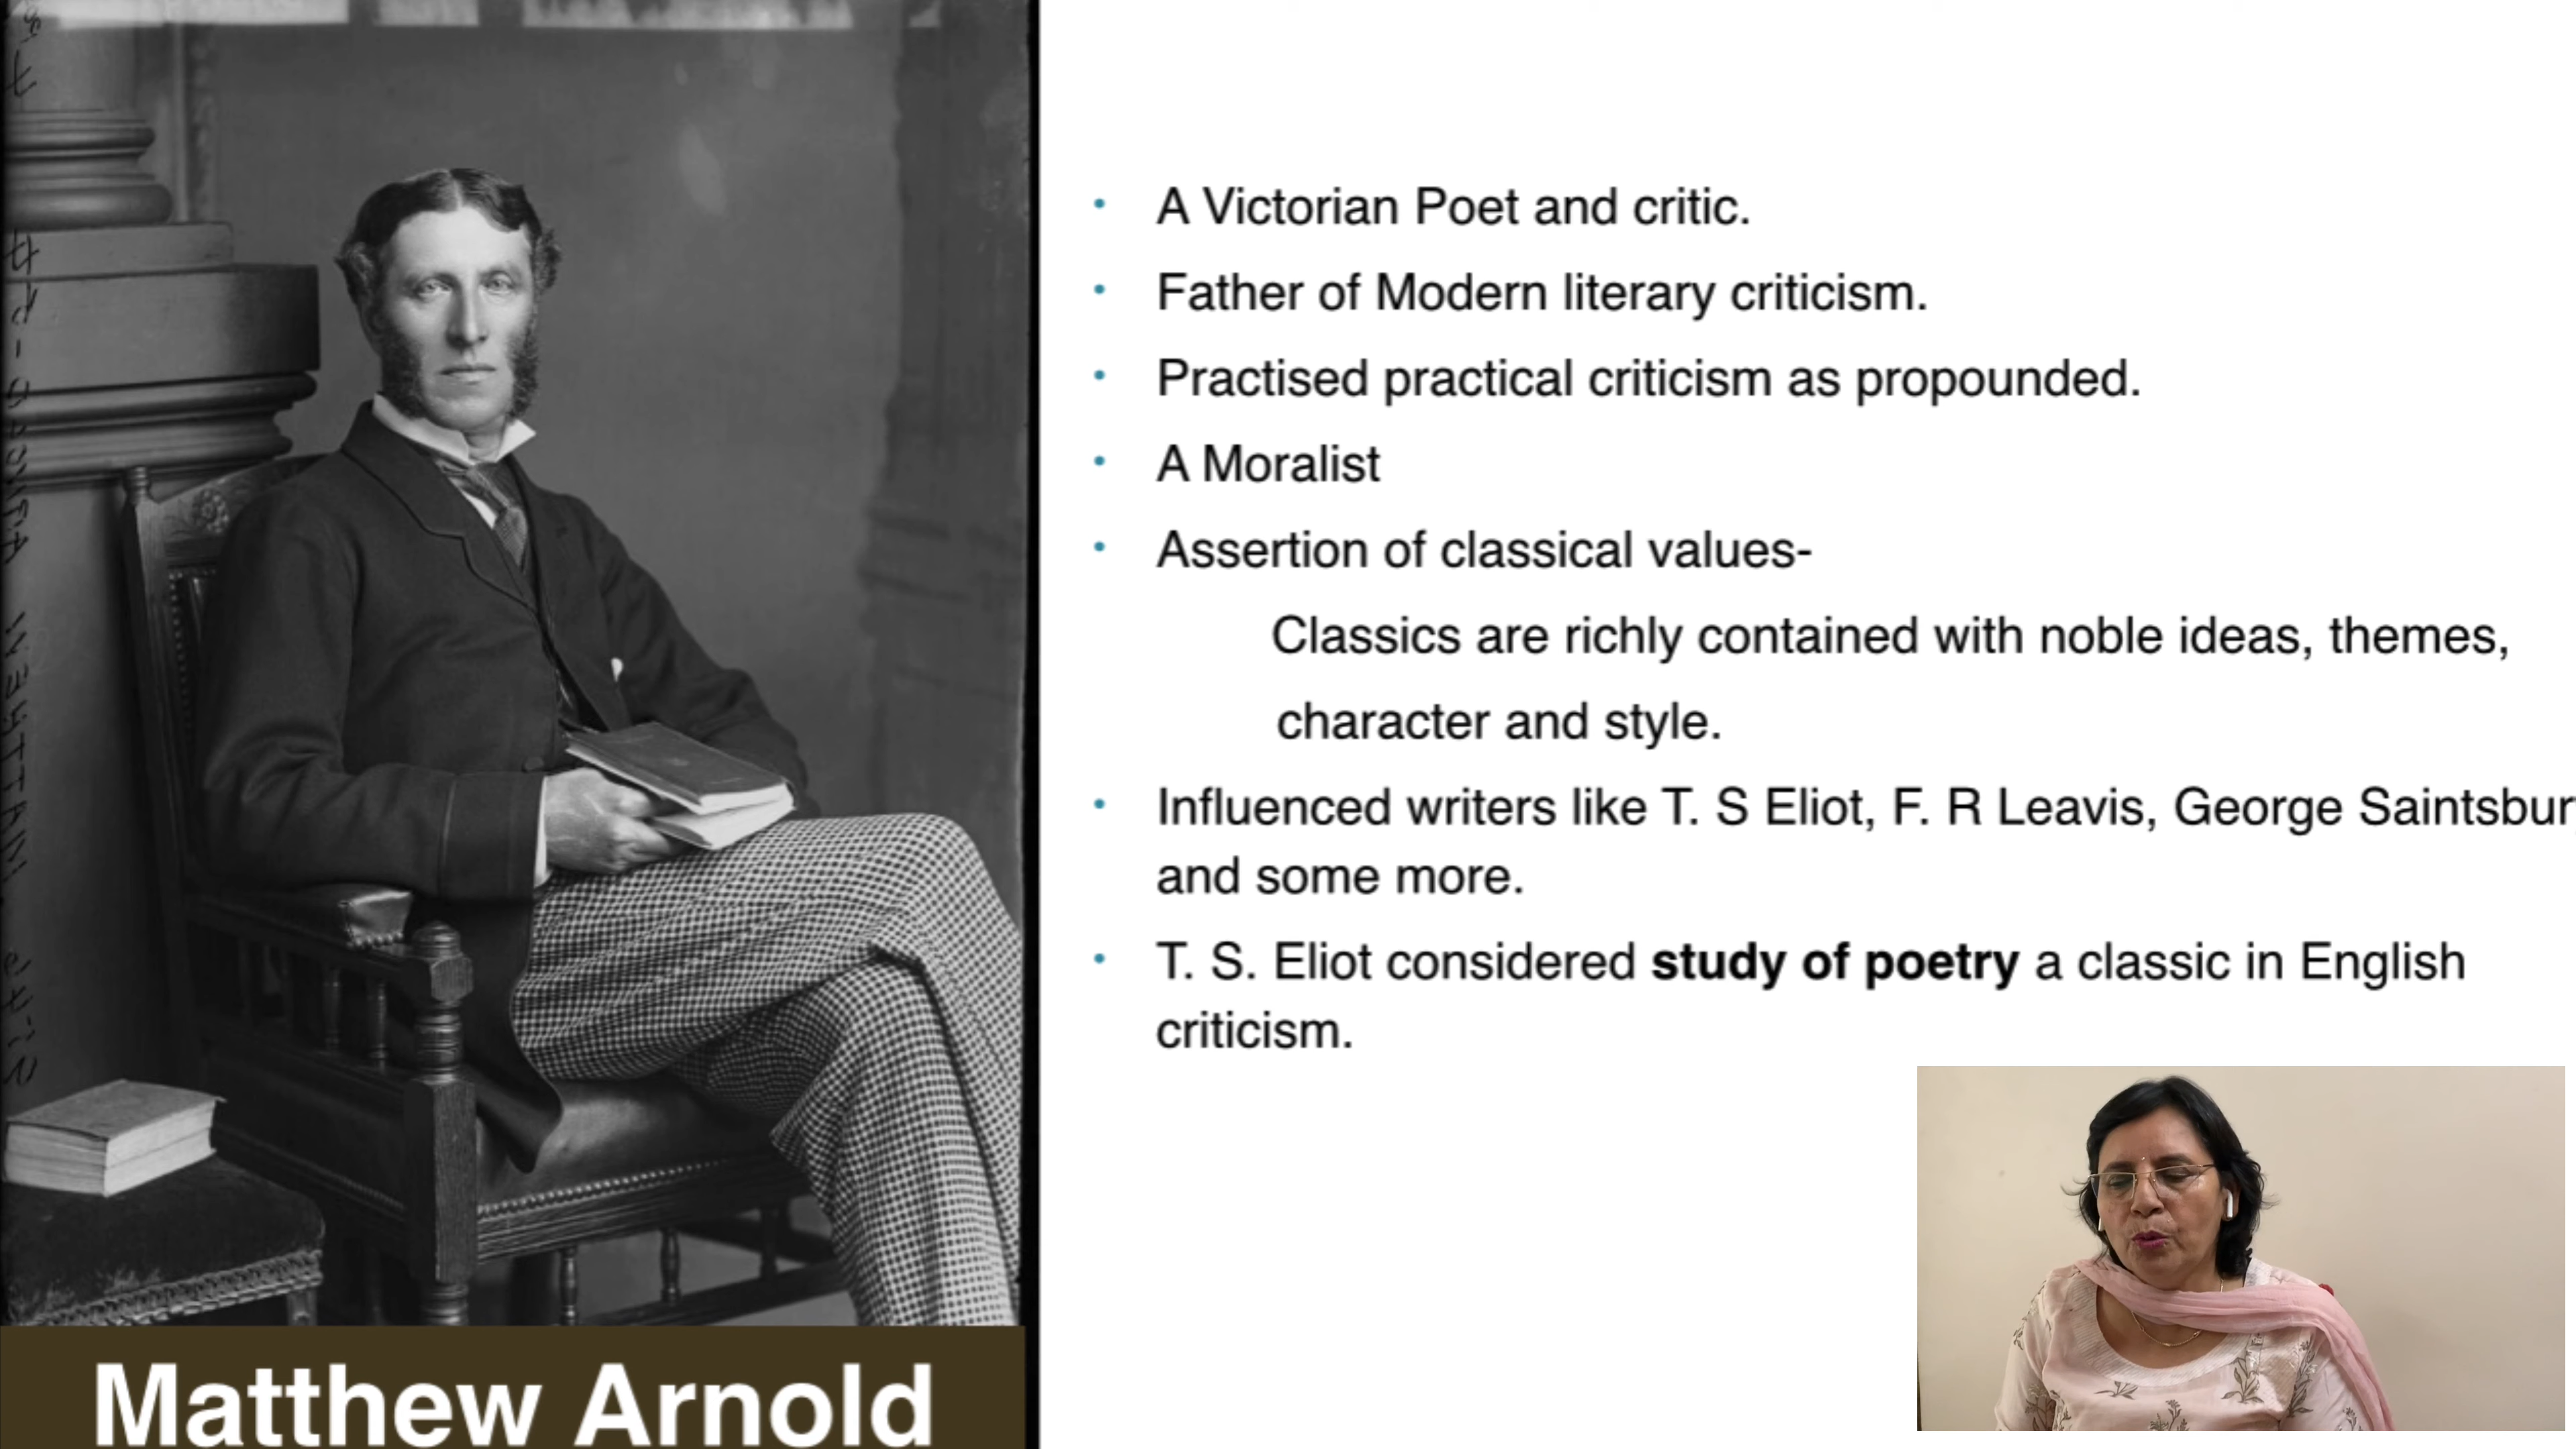 A Victorian Poet and critic.
Father of Modern literary criticism.
Practised practical criticism as propounded.
A Moralist
Assertion of classical values-
Classics are richly contained with noble ideas, themes,
character and style.
Influenced writers like T. S Eliot, F. R Leavis, George Saintsbur
and some more.
T. S. Eliot considered study of poetry a classic in English
criticism.
Matthew Arnold